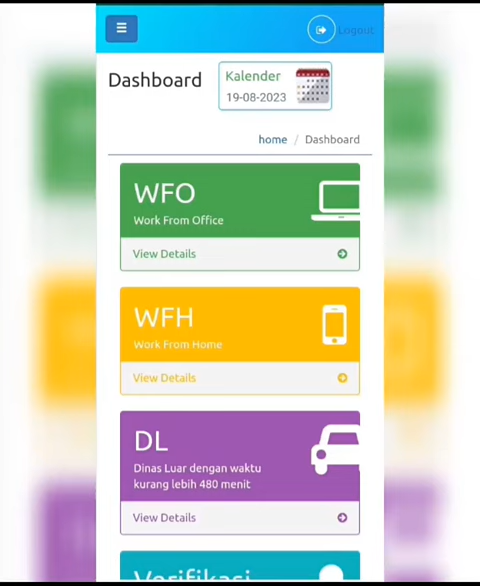 Logout
Dashboard
Kalender
19-08-2023
home / Dashboard
WFO
Work From Office
View Details
WFH
Work From Home
View Details
DL
Dinas Luar dengan waktu
kurang lebih 480 menit
View Details
Verifikasi